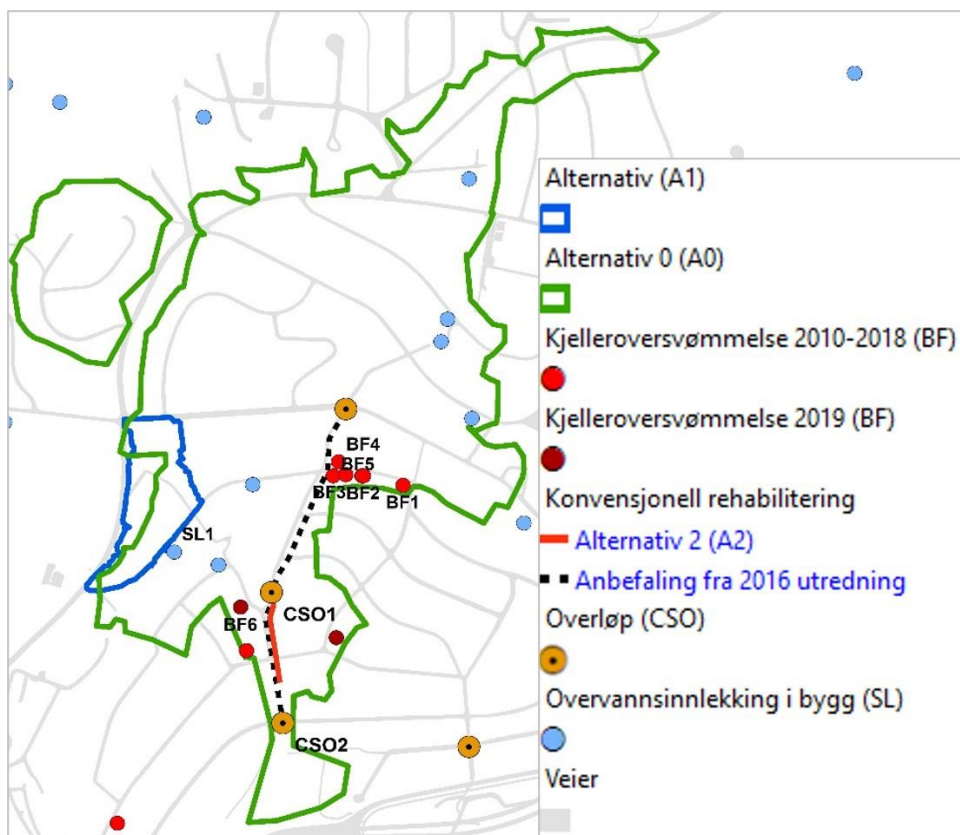 Alternativ (A1)
Alternativ 0 (A0)
Kjelleroversvømmelse 2010-2018 (BF)
Kjelleroversvømmelse 2019 (BF)
Konvensjonell rehabilitering
Alternativ 2 (A2)
Anbefaling fra 2016 utredning
Overløp (CSO)
Overvannsinnlekking i bygg (SL)
Veier
BF4
BF5
BF3
BF2
BF1
SL1
CSO1
BF6
CSO2